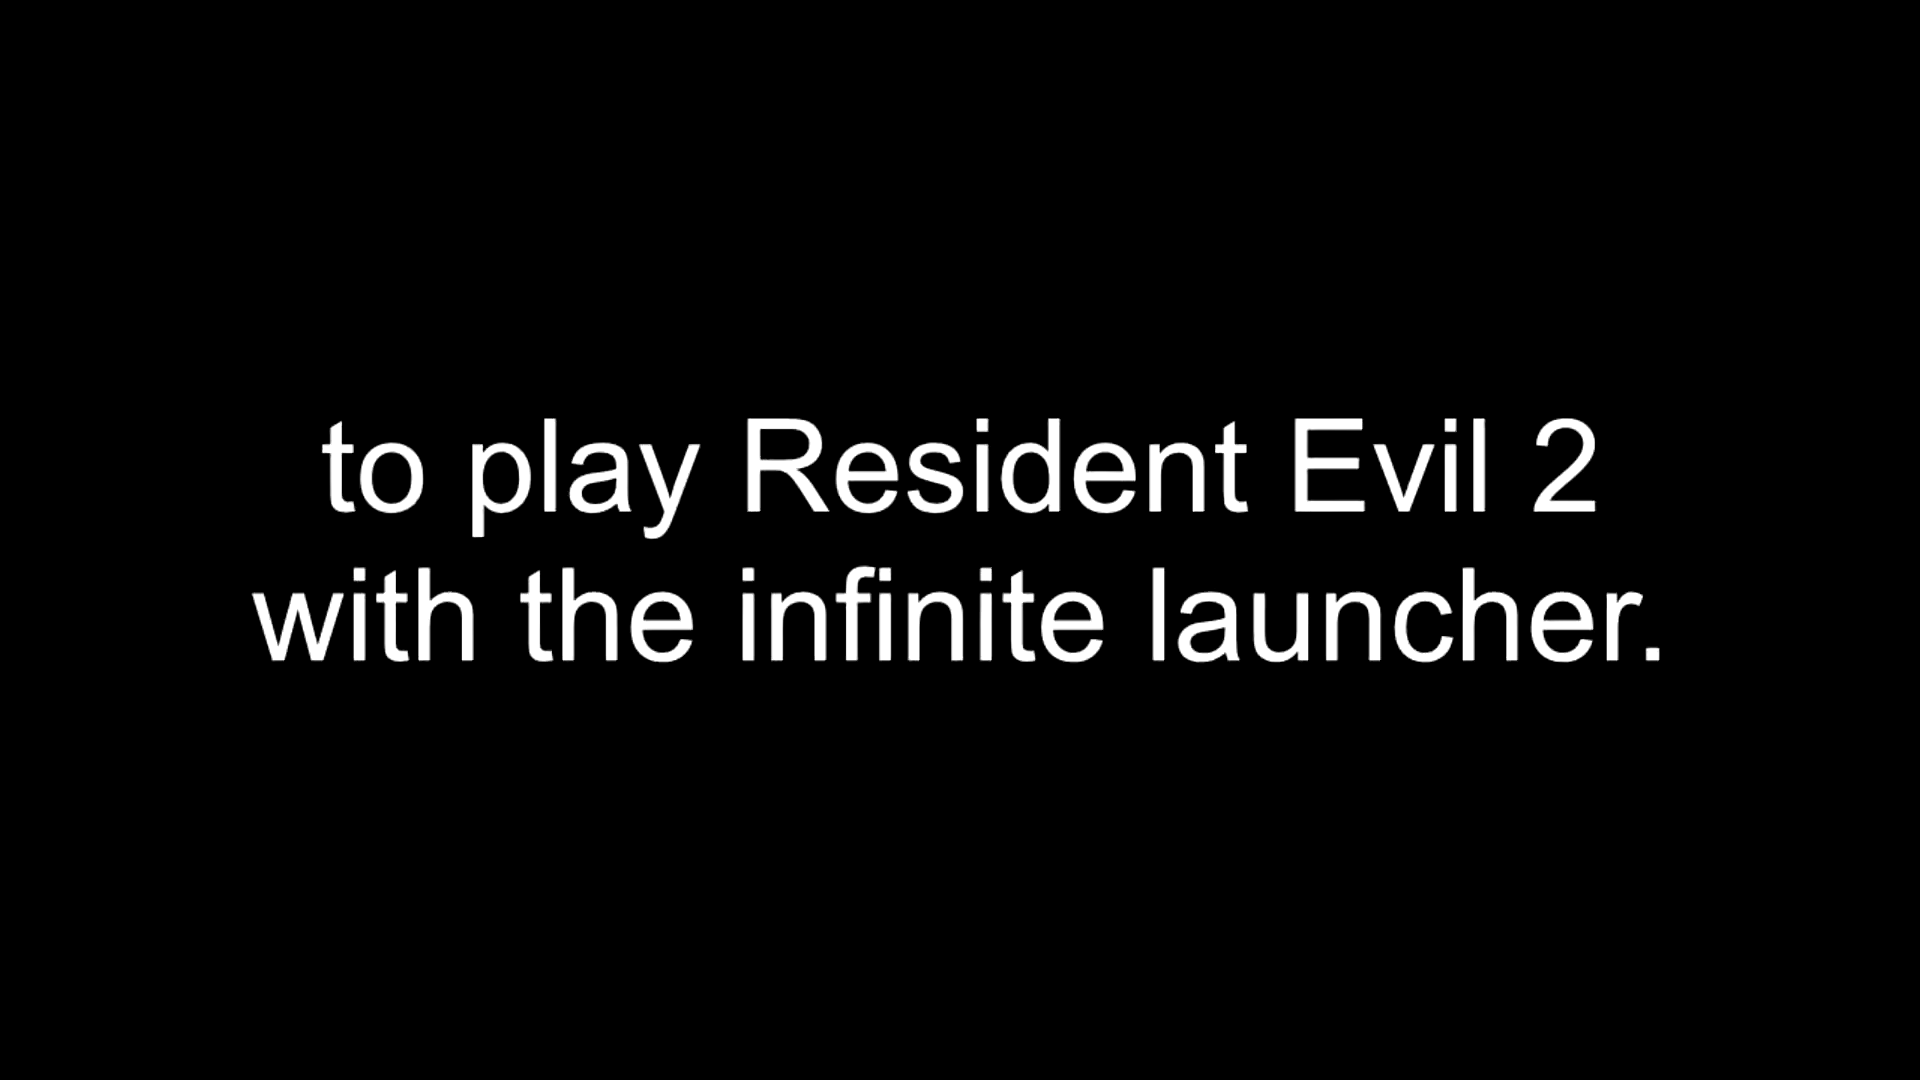 to play Resident Evil 2
with the infinite launcher.